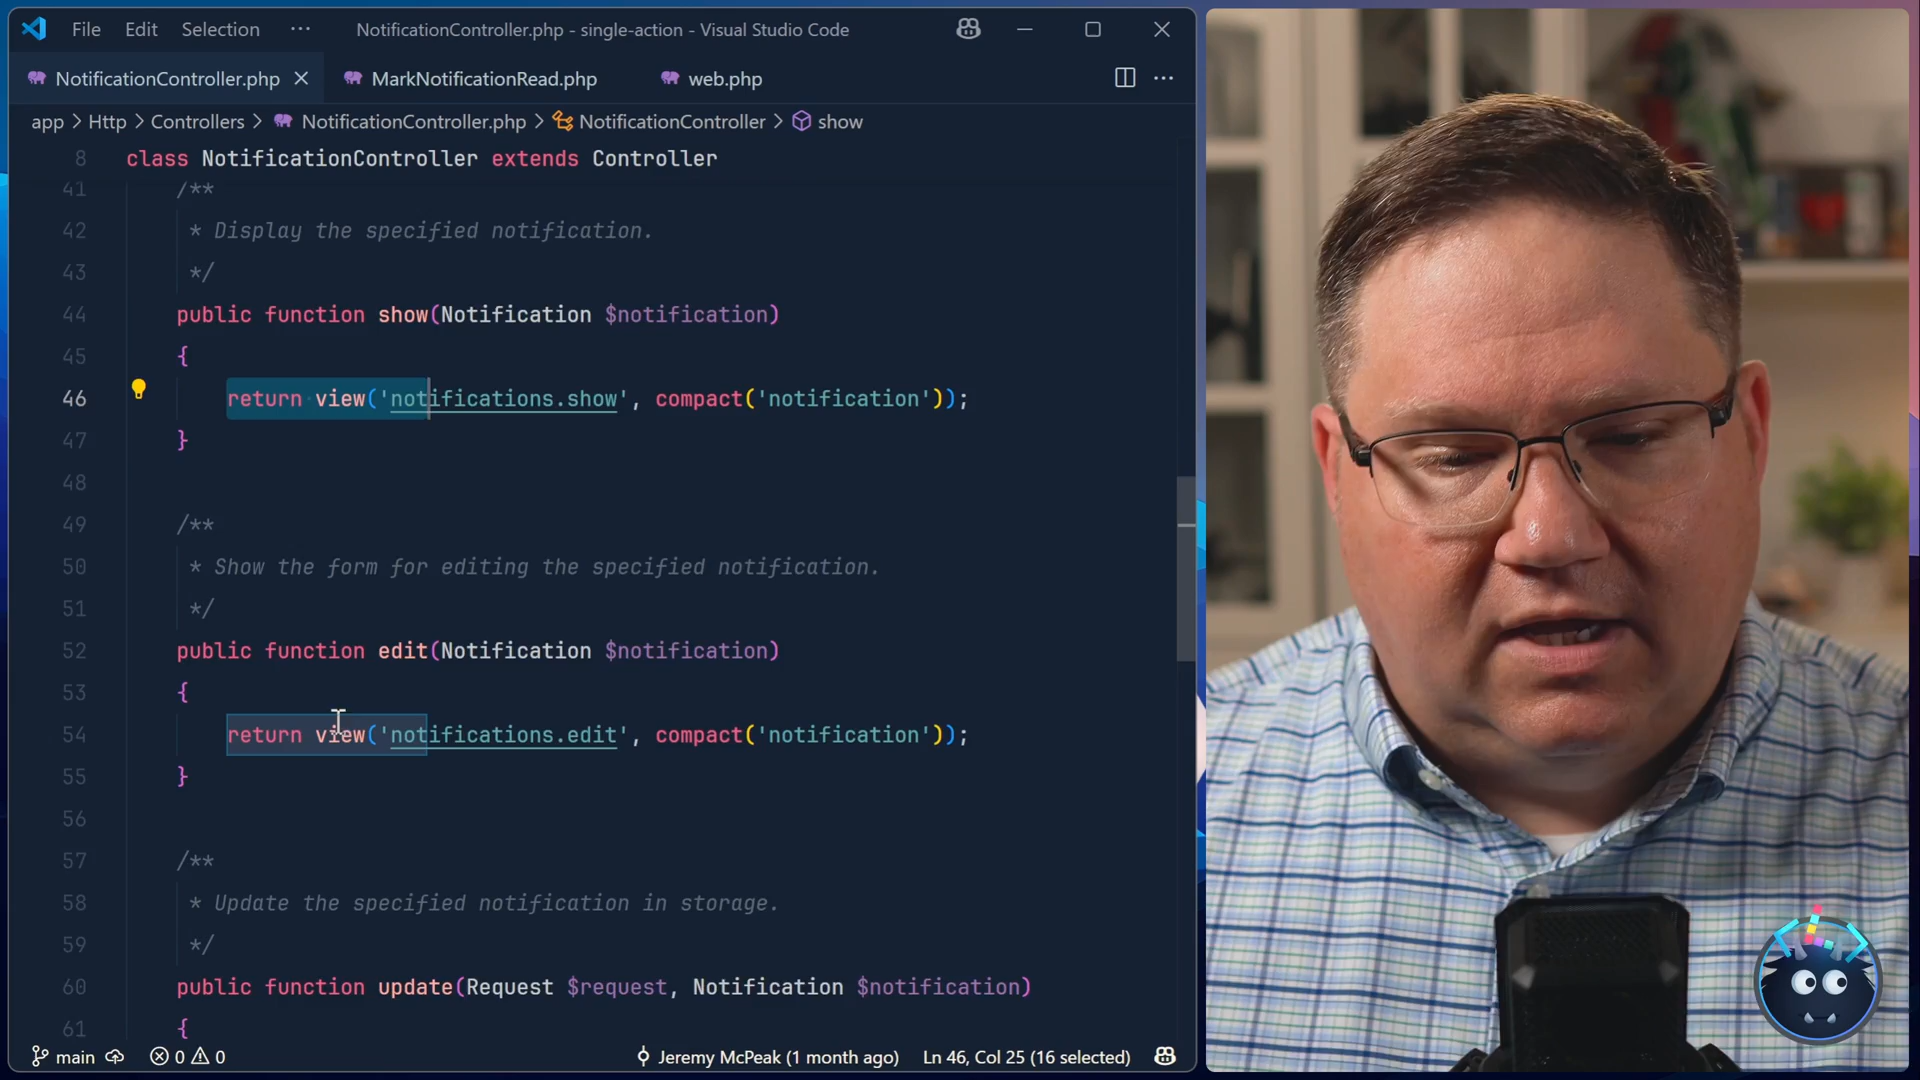 File Edit Selection ··· NotificationController.php - single-action - Visual Studio Code
NotificationController.php MarkNotificationRead.php web.php
app > Http > Controllers > NotificationController.php > NotificationController > show
8 class NotificationController extends Controller
41 /**
42 * Display the specified notification.
43 */
44 public function show(Notification $notification)
45 {
46 return view('notifications.show', compact('notification'));
47 }
48
49 /**
50 * Show the form for editing the specified notification.
51 */
52 public function edit(Notification $notification)
53 {
54 return view('notifications.edit', compact('notification'));
55 }
56
57 /**
58 * Update the specified notification in storage.
59 */
60 public function update(Request $request, Notification $notification)
61 {
main 0 0 Jeremy McPeak (1 month ago) Ln 46, Col 25 (16 selected)